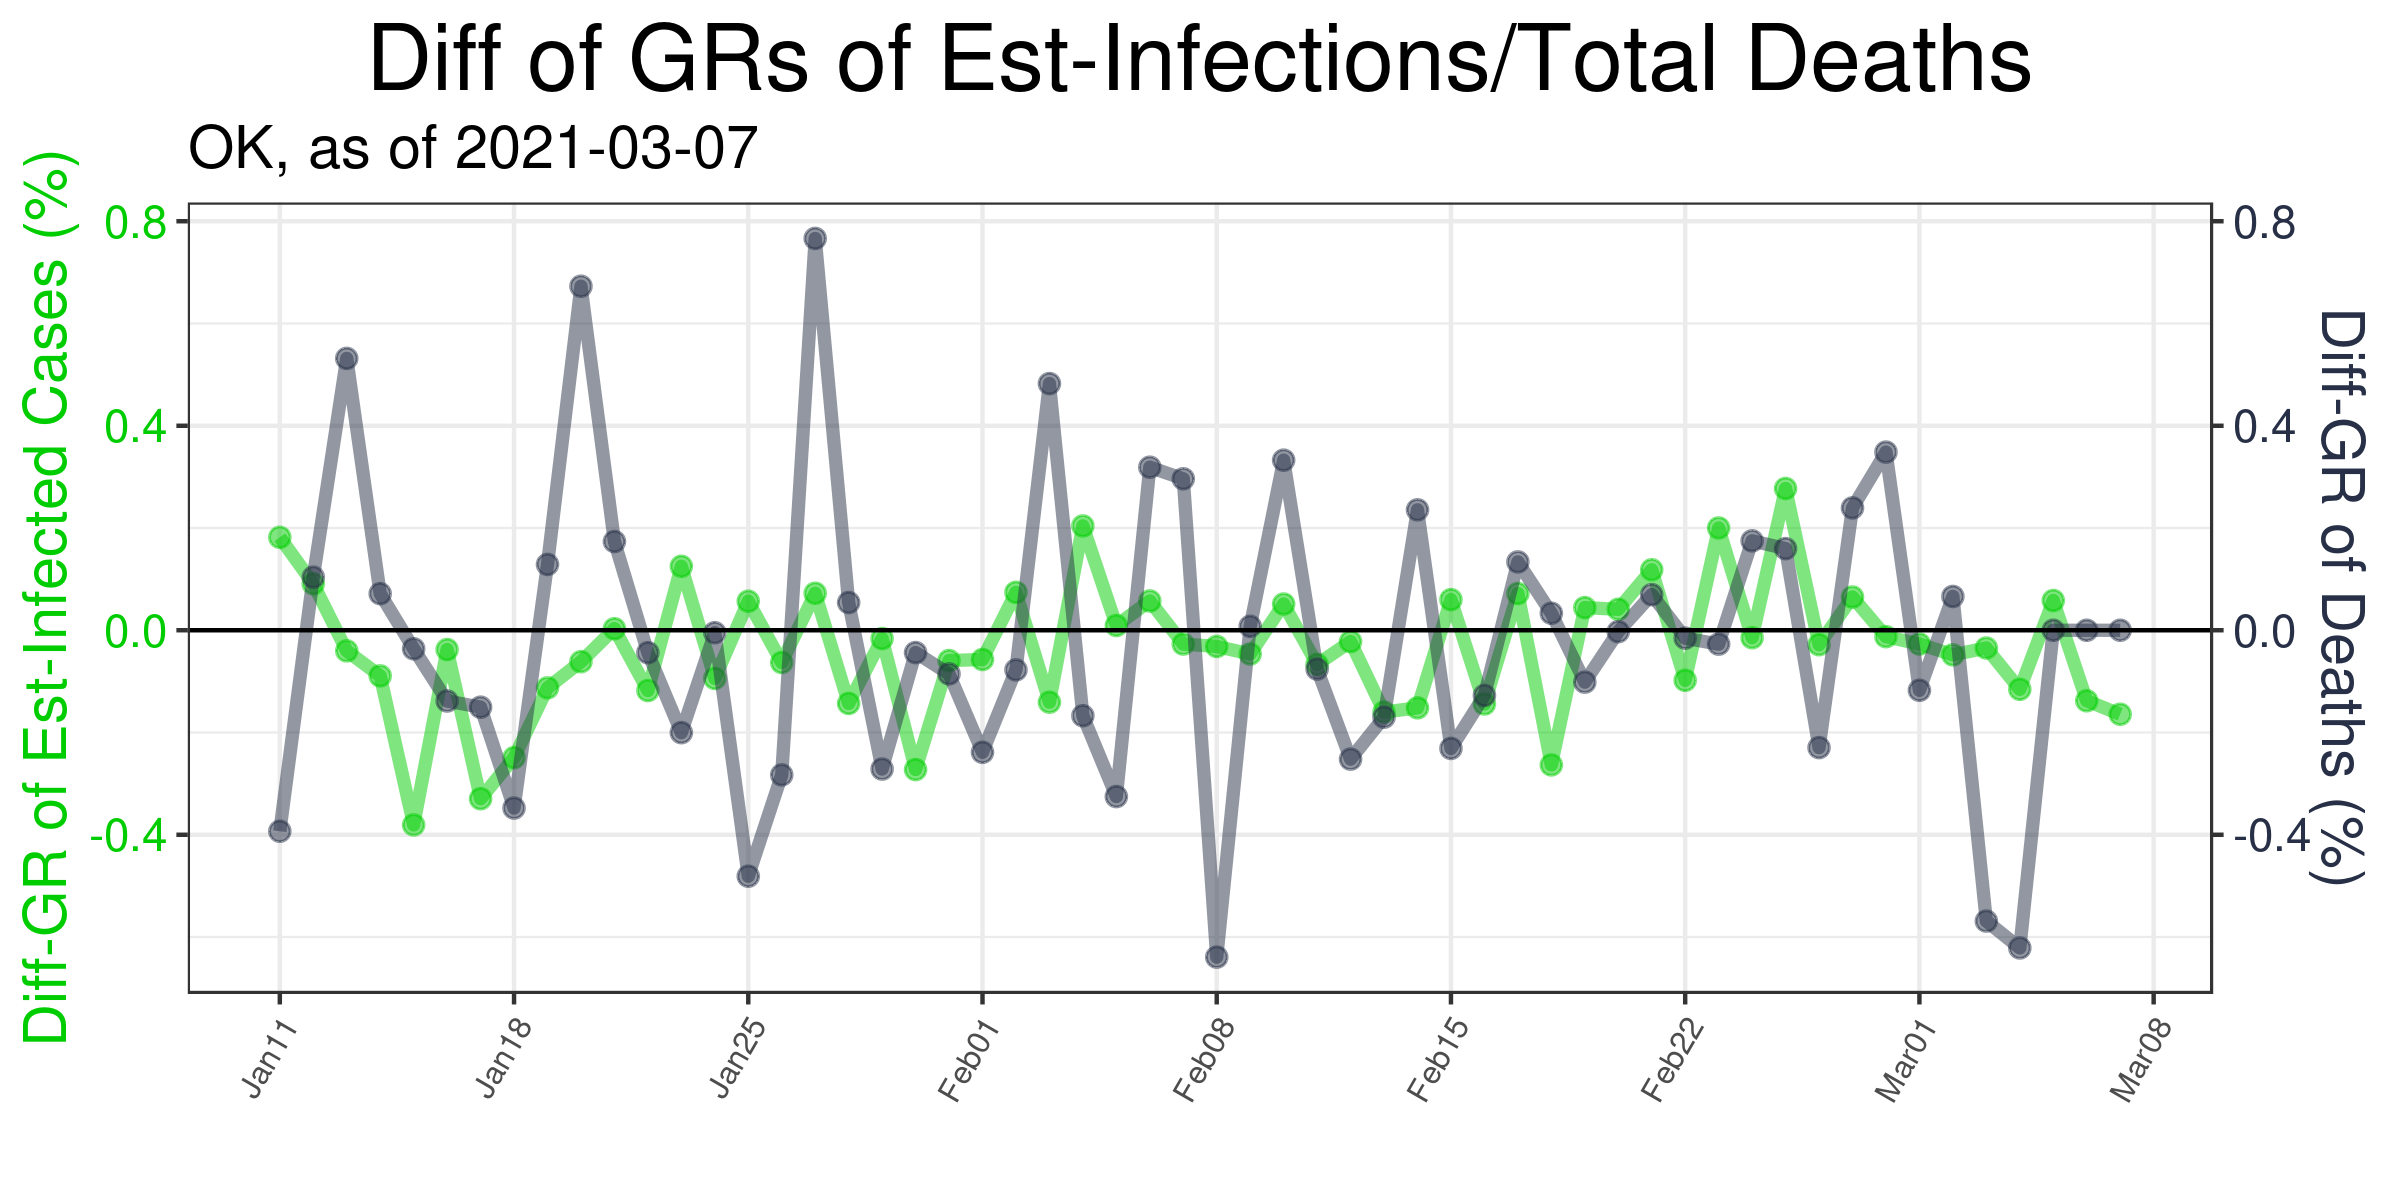 Diff of GRs of Est-Infections/Total Deaths
OK, as of 2021-03-07
Diff-GR of Est-Infected Cases (%)
0.8
0.4
0.0
-0.4
0.8
0.4
0.0
-0.4
Diff-GR of Deaths (%)
Jan11
Jan18
Jan25
Feb01
Feb08
Feb15
Feb22
Mar01
Mar08